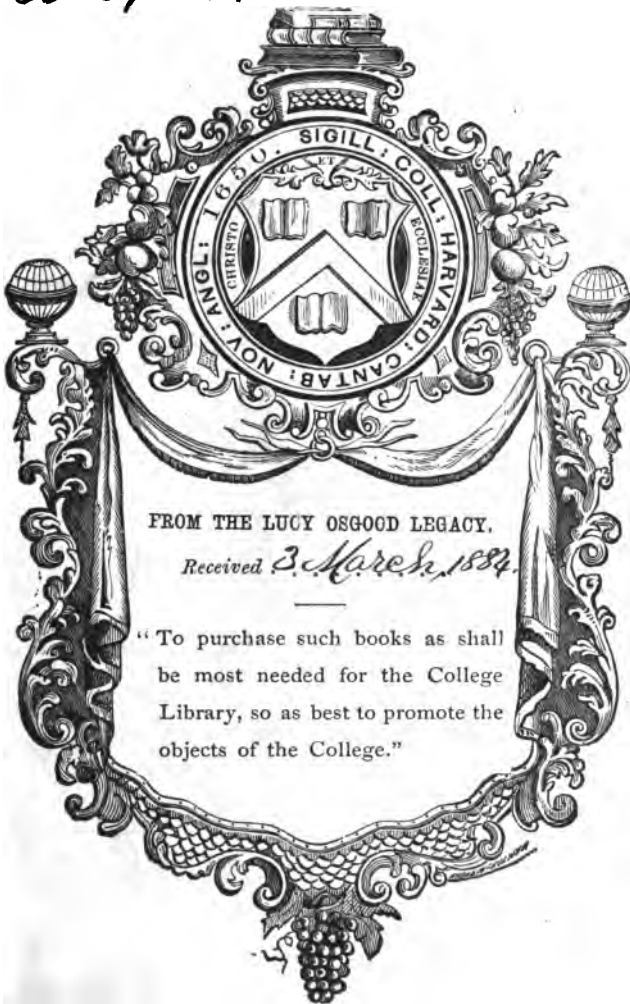 SIGILL: COLL: HARVARD: CANTAB: NOV: ANGL: 1650.
ET
CHRISTO
ECCLESIAE
FROM THE LUCY OSGOOD LEGACY.
Received 3 March, 1884.
“To purchase such books as shall
be most needed for the College
Library, so as best to promote the
objects of the College.”